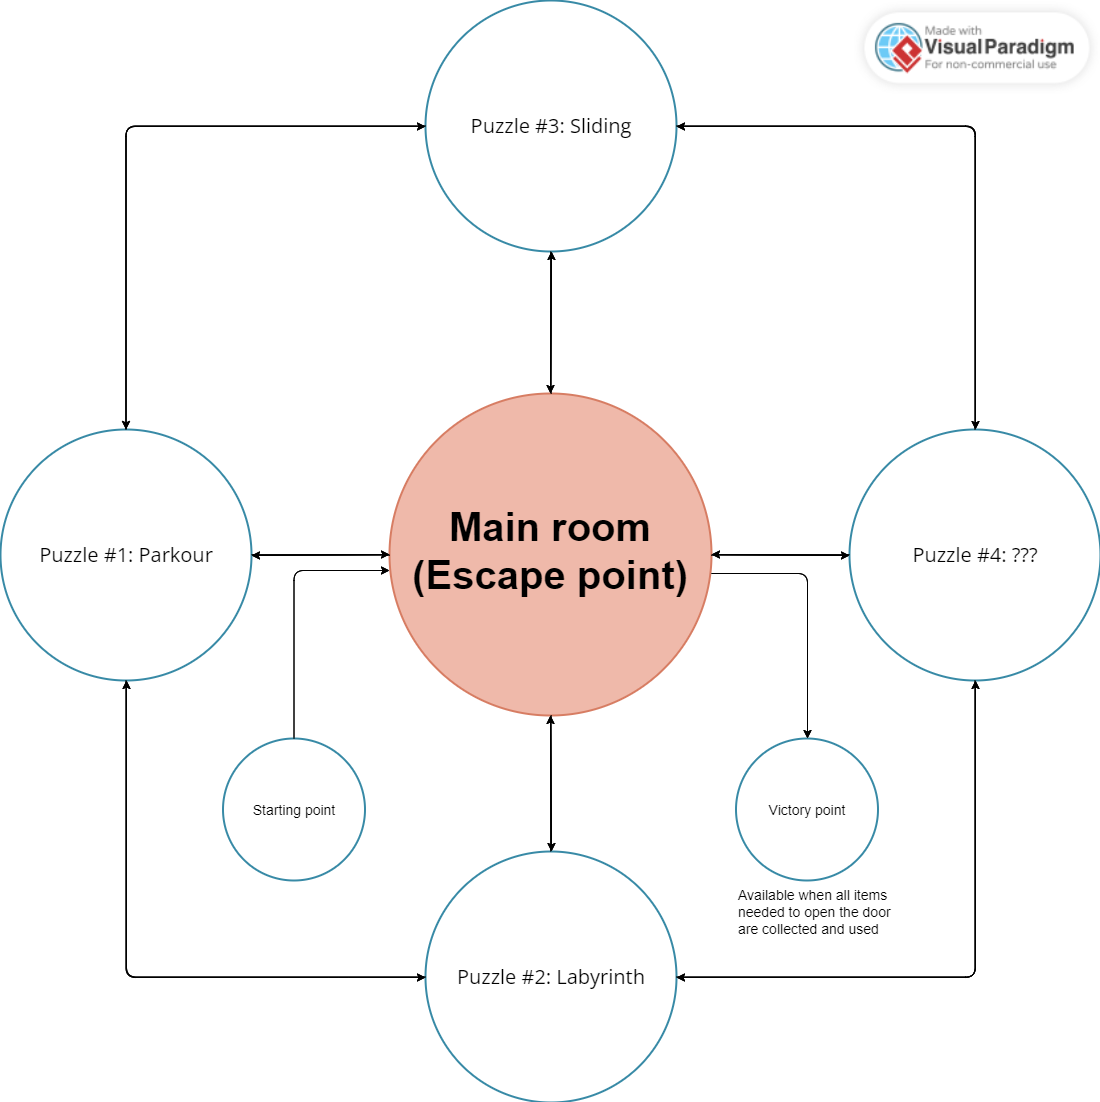 Made with
Visual Paradigm
For non-commercial use
Puzzle #3: Sliding
Main room
(Escape point)
Puzzle #1: Parkour
Puzzle #4: ???
Starting point
Victory point
Available when all items
needed to open the door
are collected and used
Puzzle #2: Labyrinth